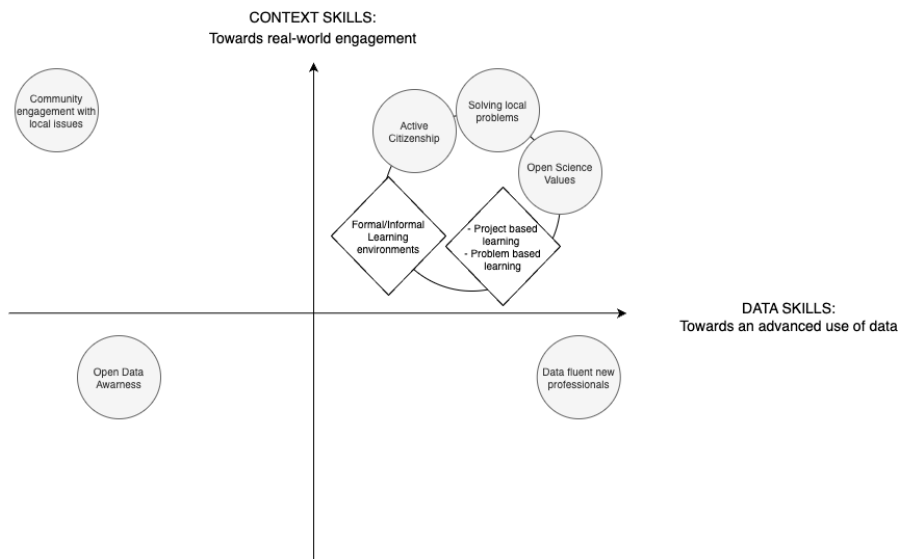 CONTEXT SKILLS:
Towards real-world engagement
Community
engagement with
local issues
Active
Citizenship
Solving local
problems
Open Science
Values
Formal/Informal
Learning
environments
- Project based
learning
- Problem based
learning
DATA SKILLS:
Towards an advanced use of data
Open Data
Awarness
Data fluent new
professionals